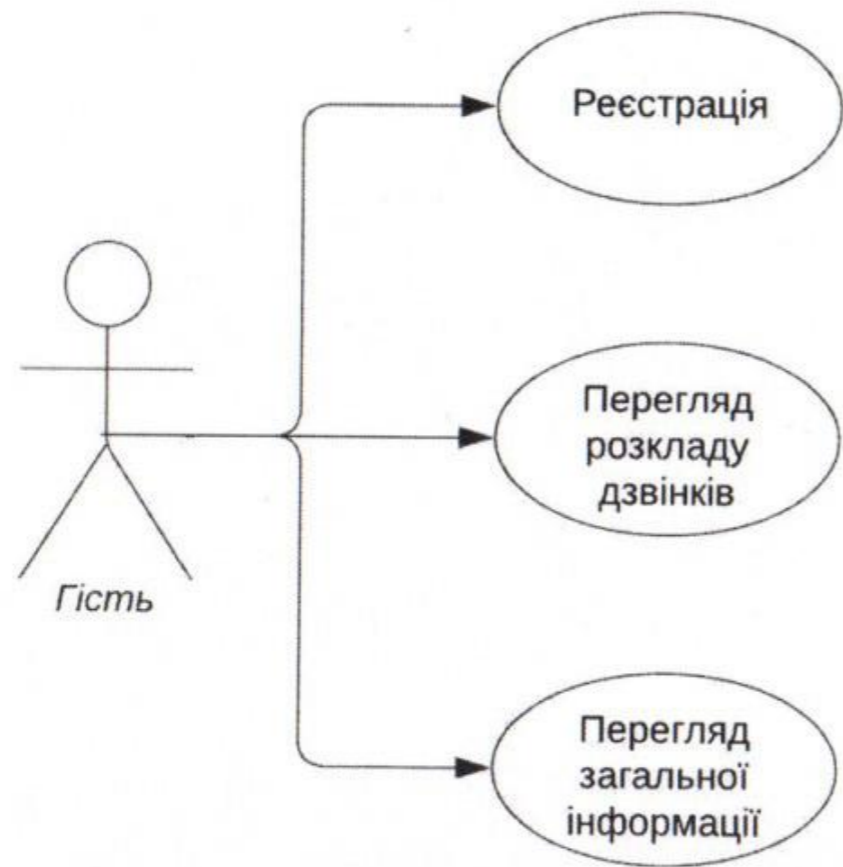 Реєстрація
Перегляд
розкладу
дзвінків
Гість
Перегляд
загальної
інформації